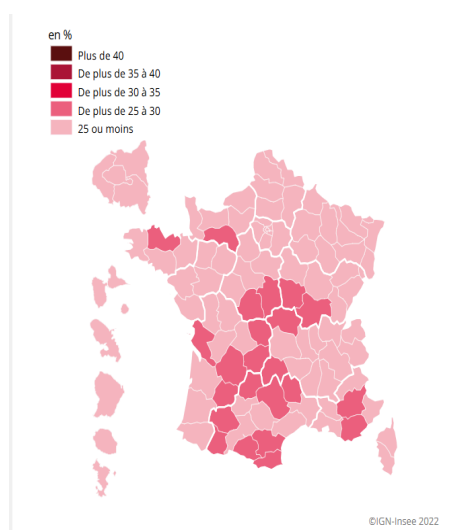 en %
Plus de 40
De plus de 35 à 40
De plus de 30 à 35
De plus de 25 à 30
25 ou moins
©IGN-Insee 2022